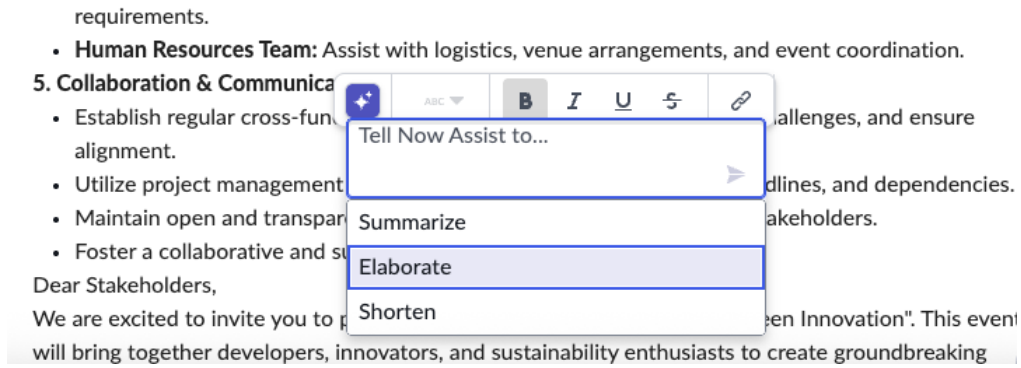 requirements.
• Human Resources Team: Assist with logistics, venue arrangements, and event coordination.
5. Collaboration & Communica
ABC B I U S
• Establish regular cross-fun allenges, and ensure
Tell Now Assist to...
alignment.
• Utilize project management dlines, and dependencies.
• Maintain open and transpar akeholders.
Summarize
• Foster a collaborative and su
Elaborate
Dear Stakeholders,
Shorten
We are excited to invite you to p en Innovation". This event
will bring together developers, innovators, and sustainability enthusiasts to create groundbreaking